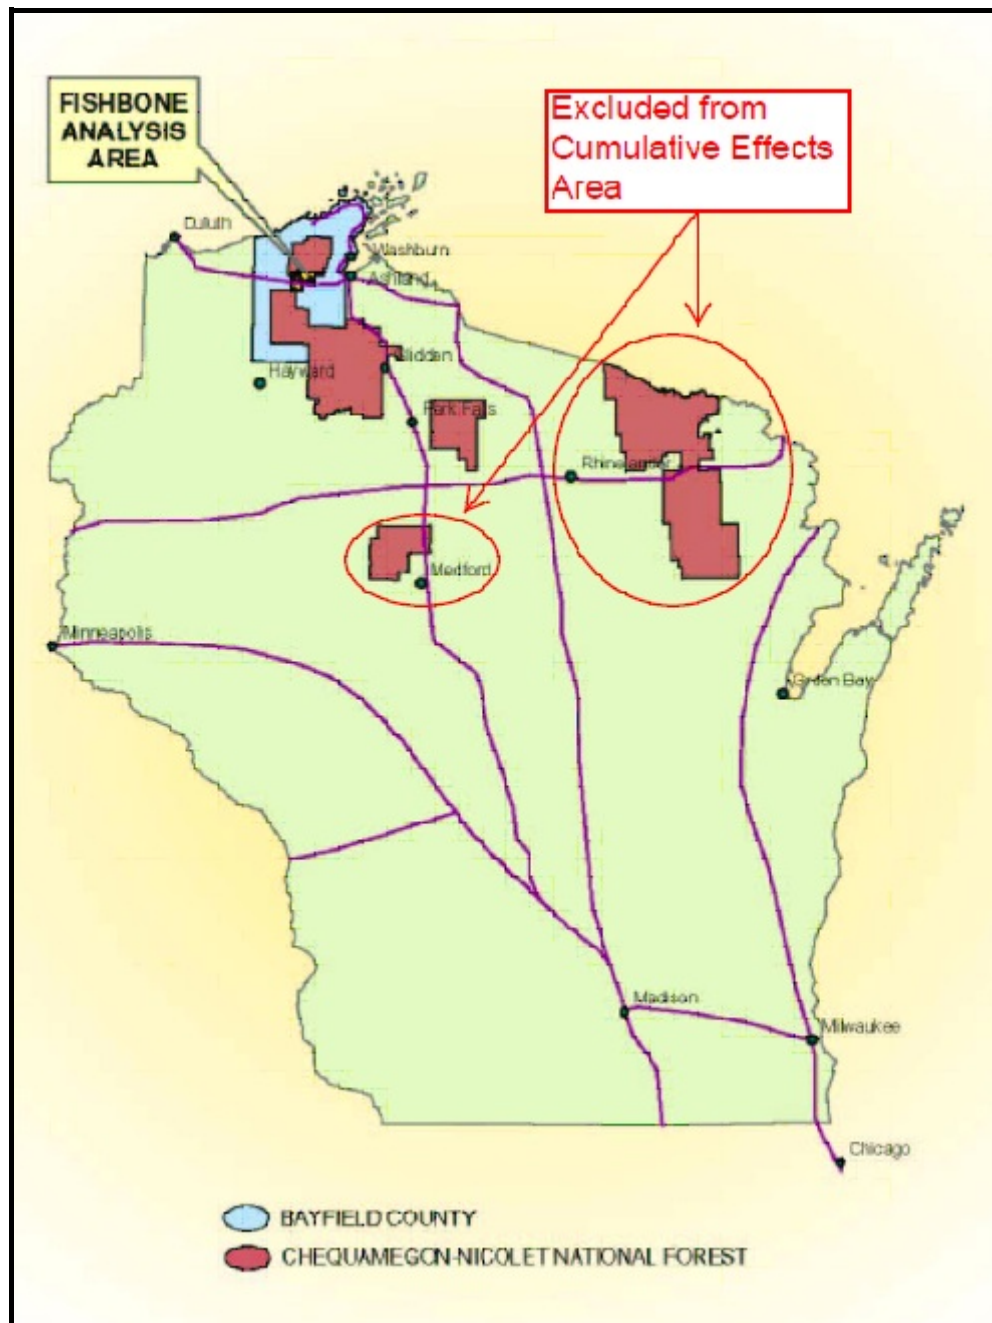 FISHBONE
ANALYSIS
AREA
Excluded from
Cumulative Effects
Area
Duluth
Washburn
Ashland
Glidden
Hayward
Park Falls
Rhinelander
Medford
Minneapolis
Green Bay
Madison
Milwaukee
Chicago
BAYFIELD COUNTY
CHEQUAMEGON-NICOLET NATIONAL FOREST